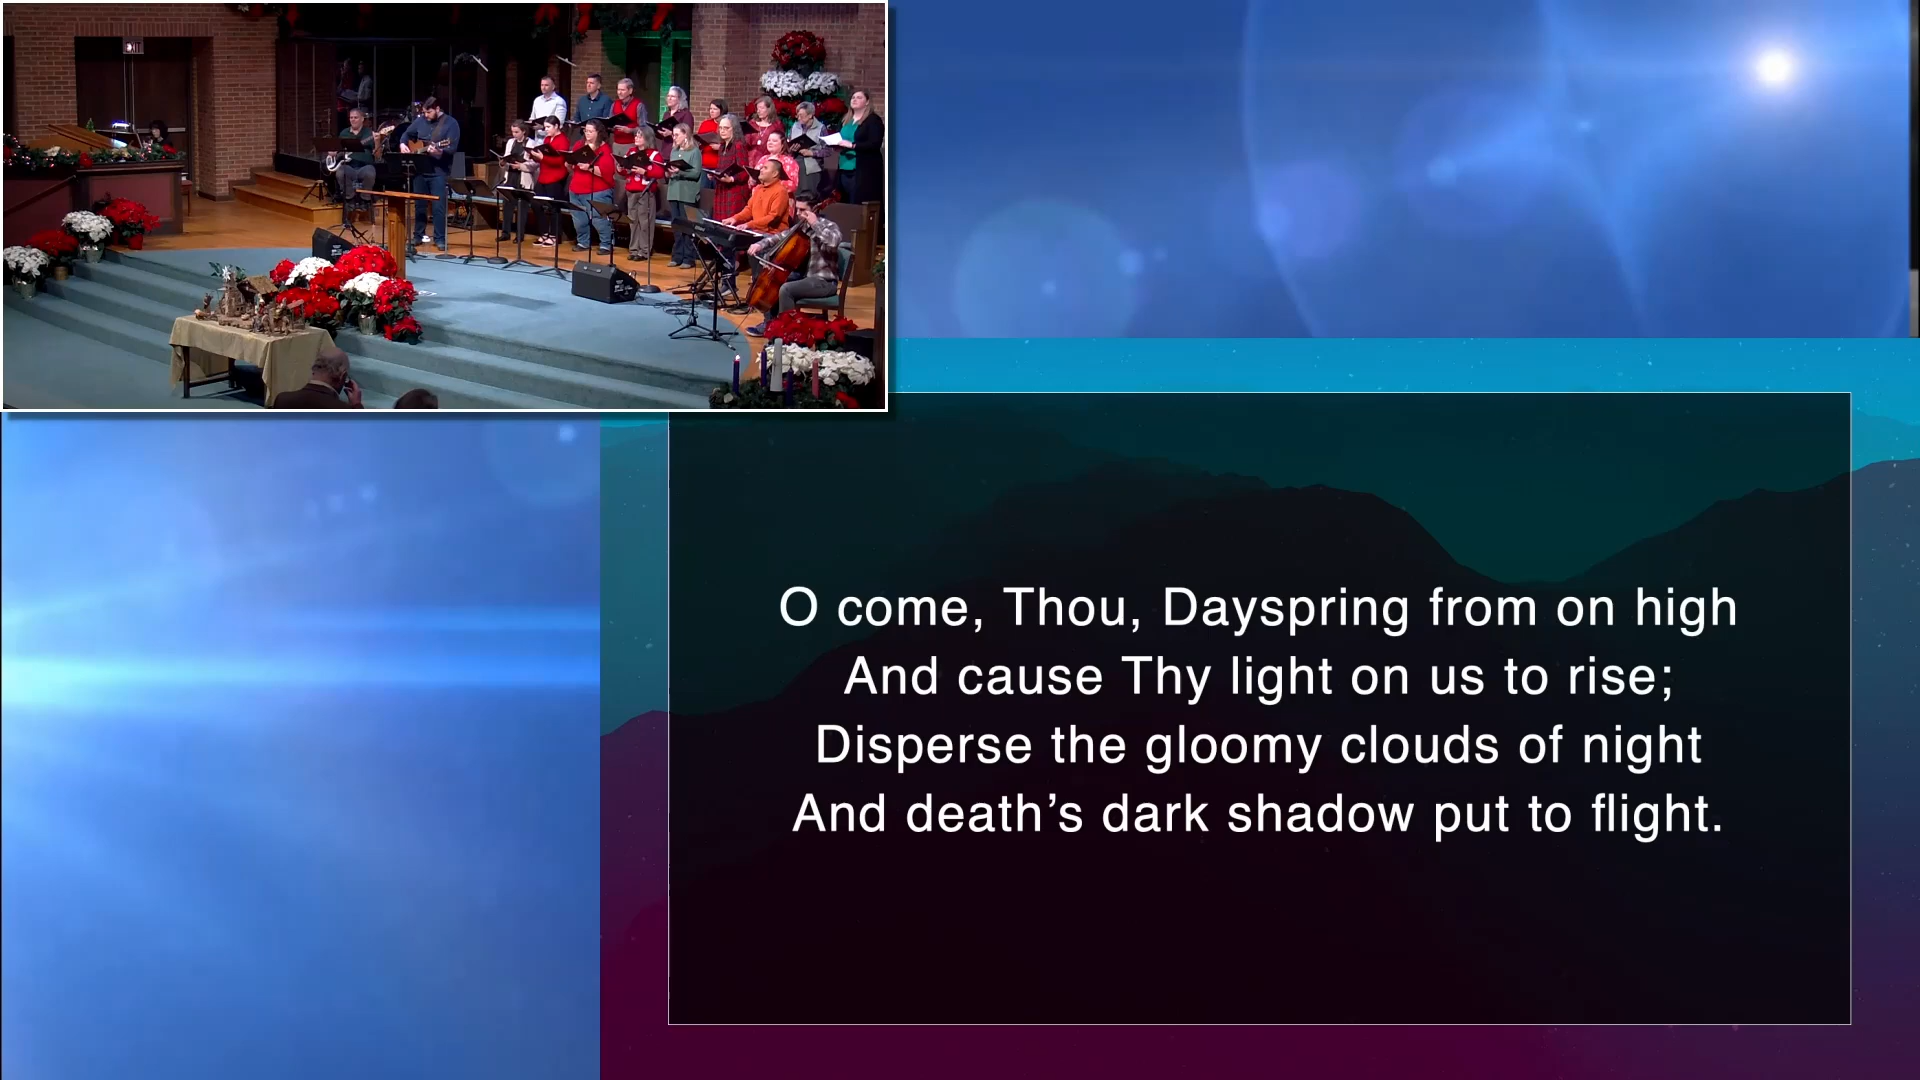 O come, Thou, Dayspring from on high
And cause Thy light on us to rise;
Disperse the gloomy clouds of night
And death’s dark shadow put to flight.